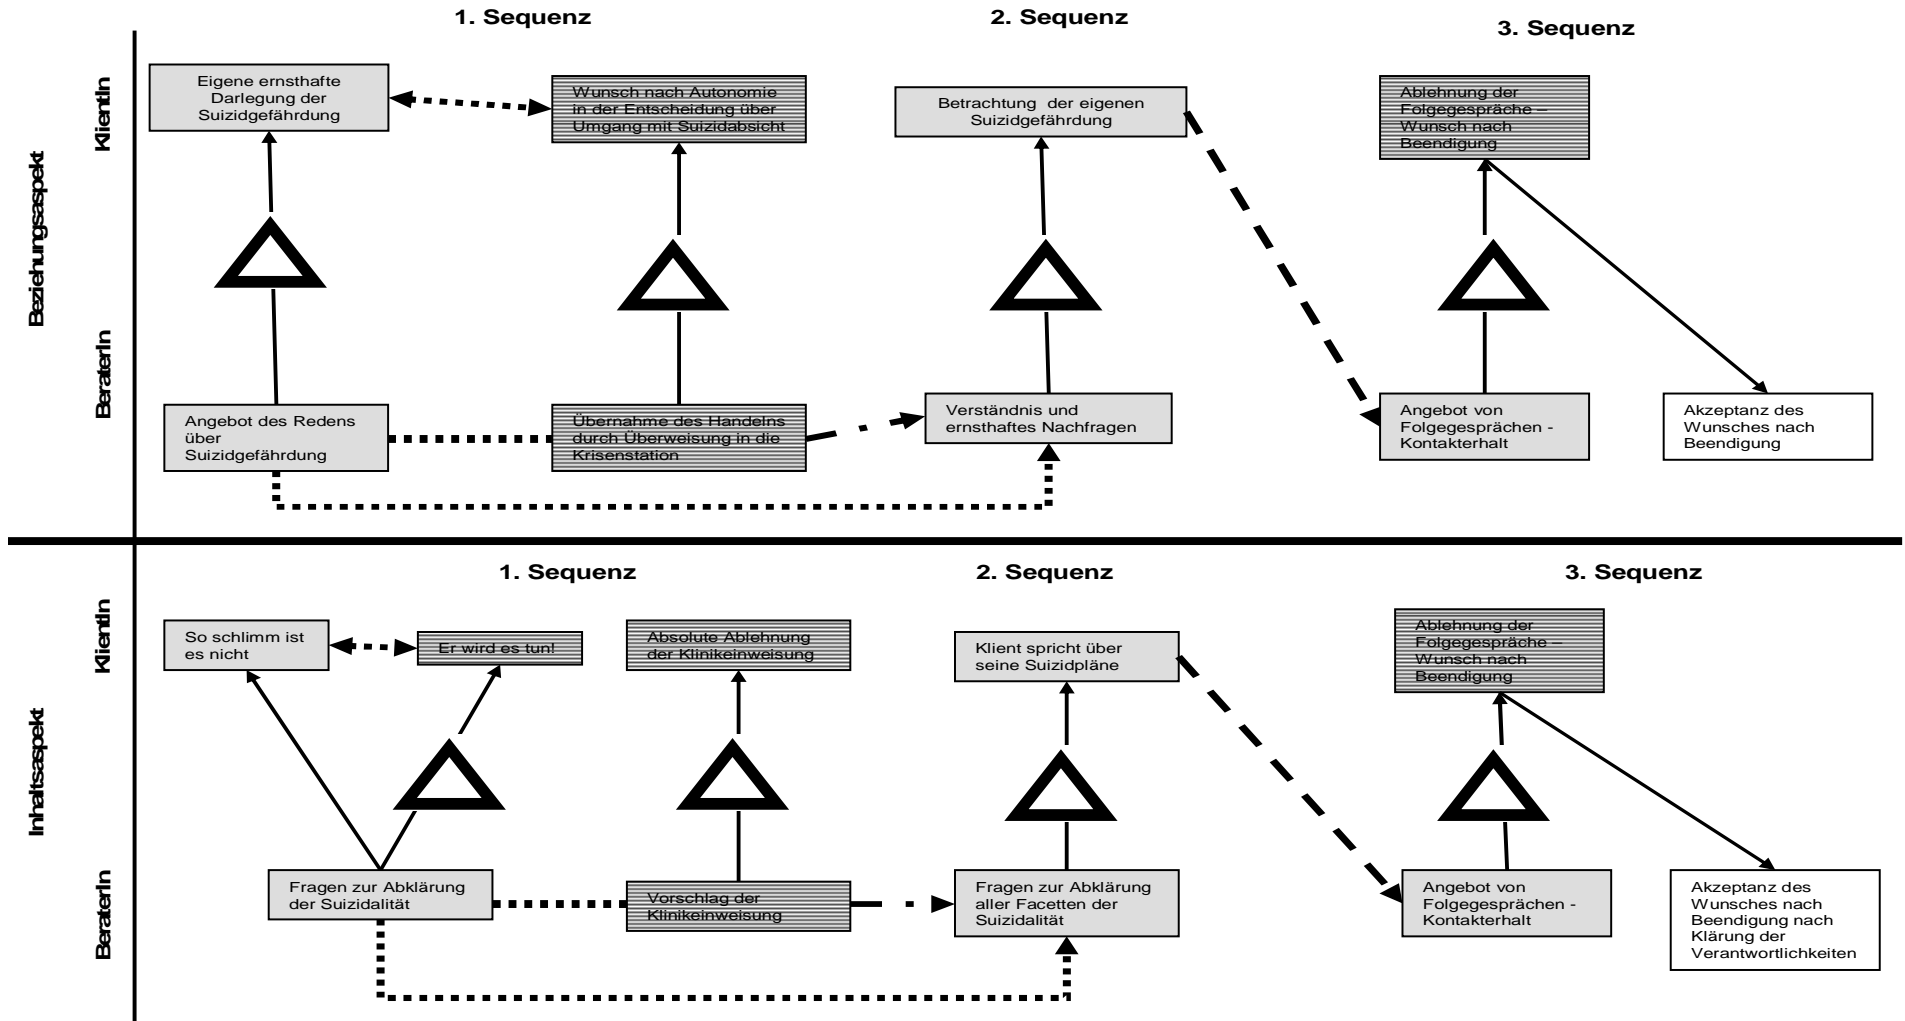 1. Sequenz
2. Sequenz
3. Sequenz
Beziehungsaspekt
KlientIn
Eigene ernsthafte
Darlegung der
Suizidgefährdung
Wunsch nach Autonomie
in der Entscheidung über
Umgang mit Suizidabsicht
Betrachtung der eigenen
Suizidgefährdung
Ablehnung der
Folgegespräche –
Wunsch nach
Beendigung
BeraterIn
Angebot des Redens
über
Suizidgefährdung
Übernahme des Handelns
durch Überweisung in die
Krisenstation
Verständnis und
ernsthaftes Nachfragen
Angebot von
Folgegesprächen -
Kontakterhalt
Akzeptanz des
Wunsches nach
Beendigung
1. Sequenz
2. Sequenz
3. Sequenz
Inhaltsaspekt
KlientIn
So schlimm ist
es nicht
Er wird es tun!
Absolute Ablehnung
der Klinikeinweisung
Klient spricht über
seine Suizidpläne
Ablehnung der
Folgegespräche –
Wunsch nach
Beendigung
BeraterIn
Fragen zur Abklärung
der Suizidalität
Vorschlag der
Klinikeinweisung
Fragen zur Abklärung
aller Facetten der
Suizidalität
Angebot von
Folgegesprächen -
Kontakterhalt
Akzeptanz des
Wunsches nach
Beendigung nach
Klärung der
Verantwortlichkeiten